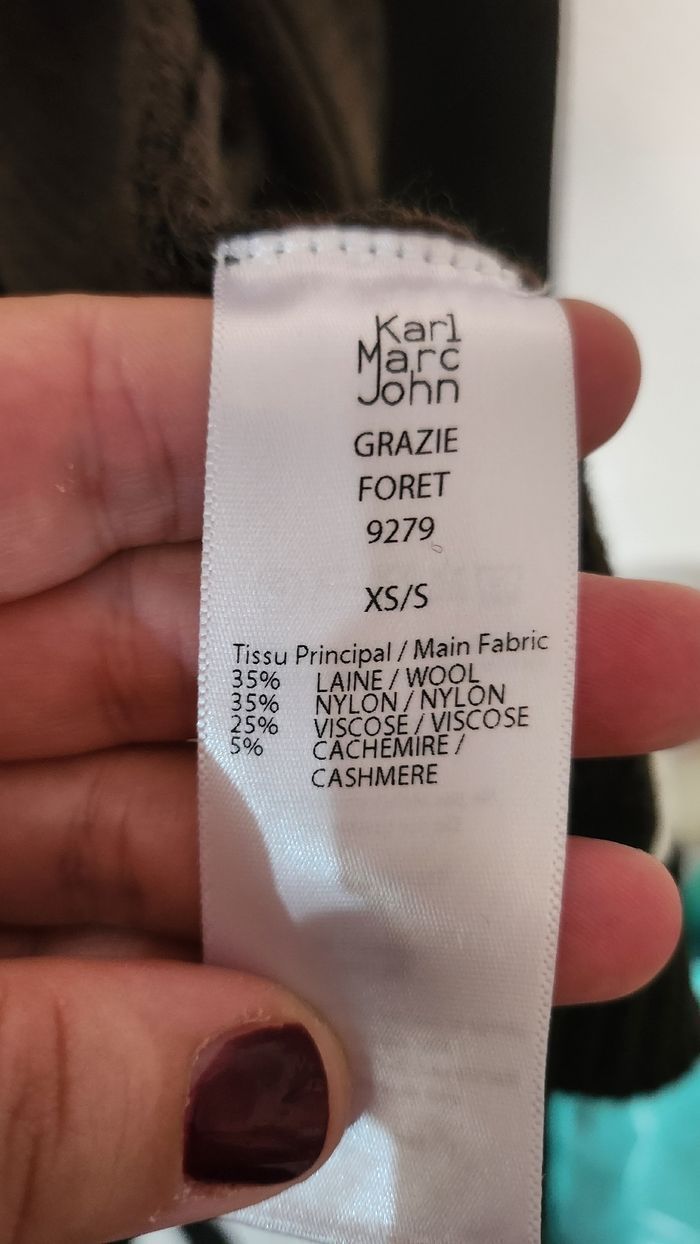 Karl
Marc
John
GRAZIE
FORET
9279
XS/S
Tissu Principal / Main Fabric
35% LAINE / WOOL
35% NYLON / NYLON
25% VISCOSE / VISCOSE
5% CACHEMIRE /
CASHMERE